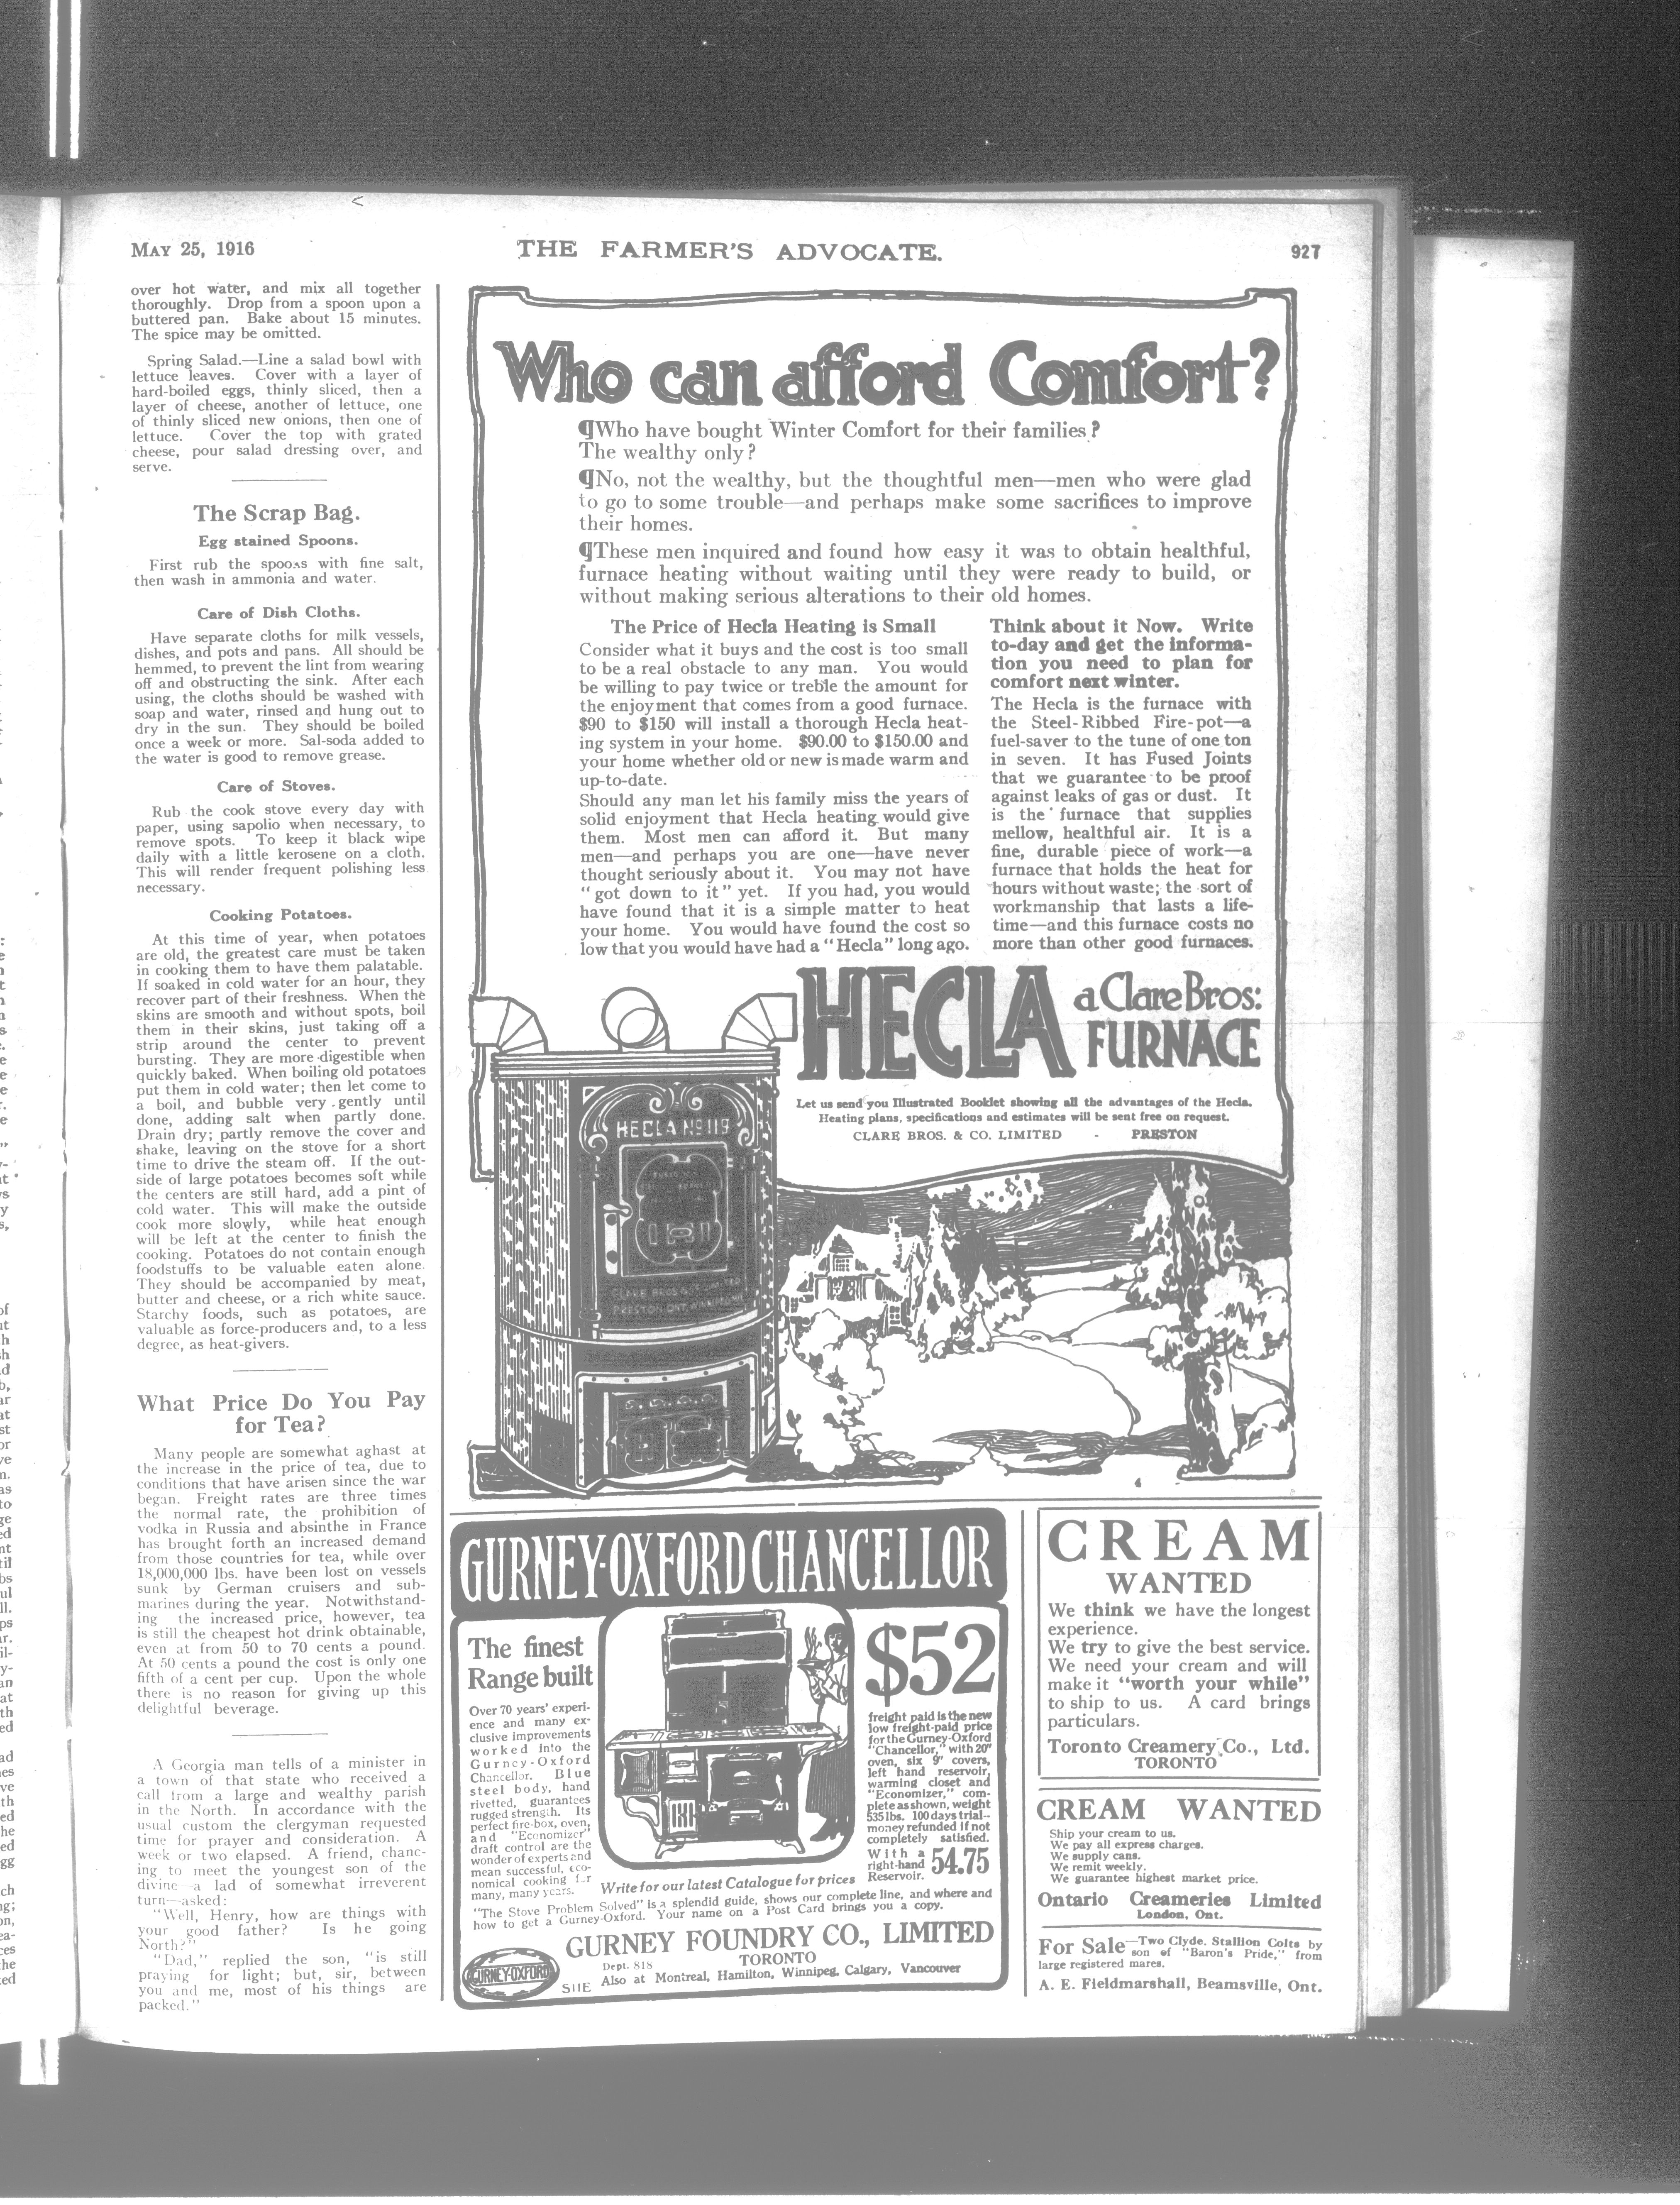 MAY 25, 1916
THE FARMER'S ADVOCATE.
927
over hot water, and mix all together
thoroughly. Drop from a spoon upon a
buttered pan. Bake about 15 minutes.
The spice may be omitted.
Spring Salad.—Line a salad bowl with
lettuce leaves. Cover with a layer of
hard-boiled eggs, thinly sliced, then a
layer of cheese, another of lettuce, one
of thinly sliced new onions, then one of
lettuce. Cover the top with grated
cheese, pour salad dressing over, and
serve.
The Scrap Bag.
Egg stained Spoons.
First rub the spoons with fine salt,
then wash in ammonia and water.
Care of Dish Cloths.
Have separate cloths for milk vessels,
dishes, and pots and pans. All should be
hemmed, to prevent the lint from wearing
off and obstructing the sink. After each
using, the cloths should be washed with
soap and water, rinsed and hung out to
dry in the sun. They should be boiled
once a week or more. Sal-soda added to
the water is good to remove grease.
Care of Stoves.
Rub the cook stove every day with
paper, using sapolio when necessary, to
remove spots. To keep it black wipe
daily with a little kerosene on a cloth.
This will render frequent polishing less
necessary.
Cooking Potatoes.
At this time of year, when potatoes
are old, the greatest care must be taken
in cooking them to have them palatable.
If soaked in cold water for an hour, they
recover part of their freshness. When the
skins are smooth and without spots, boil
them in their skins, just taking off a
strip around the center to prevent
bursting. They are more digestible when
quickly baked. When boiling old potatoes
put them in cold water; then let come to
a boil, and bubble very gently until
done, adding salt when partly done.
Drain dry; partly remove the cover and
shake, leaving on the stove for a short
time to drive the steam off. If the out-
side of large potatoes becomes soft while
the centers are still hard, add a pint of
cold water. This will make the outside
cook more slowly, while heat enough
will be left at the center to finish the
cooking. Potatoes do not contain enough
foodstuffs to be valuable eaten alone.
They should be accompanied by meat,
butter and cheese, or a rich white sauce.
Starchy foods, such as potatoes, are
valuable as force-producers and, to a less
degree, as heat-givers.
What Price Do You Pay
for Tea?
Many people are somewhat aghast at
the increase in the price of tea, due to
conditions that have arisen since the war
began. Freight rates are three times
the normal rate, the prohibition of
vodka in Russia and absinthe in France
has brought forth an increased demand
from those countries for tea, while over
18,000,000 lbs. have been lost on vessels
sunk by German cruisers and sub-
marines during the year. Notwithstand-
ing the increased price, however, tea
is still the cheapest hot drink obtainable,
even at from 50 to 70 cents a pound.
At 50 cents a pound the cost is only one
fifth of a cent per cup. Upon the whole
there is no reason for giving up this
delightful beverage.
A Georgia man tells of a minister in
a town of that state who received a
call from a large and wealthy parish
in the North. In accordance with the
usual custom the clergyman requested
time for prayer and consideration. A
week or two elapsed. A friend, chanc-
ing to meet the youngest son of the
divine—a lad of somewhat irreverent
turn—asked:
"Well, Henry, how are things with
your good father? Is he going
North?"
"Dad," replied the son, "is still
praying for light; but, sir, between
you and me, most of his things are
packed."
Who can afford Comfort?
¶Who have bought Winter Comfort for their families?
The wealthy only?
¶No, not the wealthy, but the thoughtful men—men who were glad
to go to some trouble—and perhaps make some sacrifices to improve
their homes.
¶These men inquired and found how easy it was to obtain healthful,
furnace heating without waiting until they were ready to build, or
without making serious alterations to their old homes.
The Price of Hecla Heating is Small
Consider what it buys and the cost is too small
to be a real obstacle to any man. You would
be willing to pay twice or treble the amount for
the enjoyment that comes from a good furnace.
$90 to $150 will install a thorough Hecla heat-
ing system in your home. $90.00 to $150.00 and
your home whether old or new is made warm and
up-to-date.
Should any man let his family miss the years of
solid enjoyment that Hecla heating would give
them. Most men can afford it. But many
men—and perhaps you are one—have never
thought seriously about it. You may not have
"got down to it" yet. If you had, you would
have found that it is a simple matter to heat
your home. You would have found the cost so
low that you would have had a "Hecla" long ago.
Think about it Now. Write
to-day and get the informa-
tion you need to plan for
comfort next winter.
The Hecla is the furnace with
the Steel-Ribbed Fire-pot—a
fuel-saver to the tune of one ton
in seven. It has Fused Joints
that we guarantee to be proof
against leaks of gas or dust. It
is the furnace that supplies
mellow, healthful air. It is a
fine, durable piece of work—a
furnace that holds the heat for
hours without waste; the sort of
workmanship that lasts a life-
time—and this furnace costs no
more than other good furnaces.
HECLA a Clare Bros:
FURNACE
Let us send you Illustrated Booklet showing all the advantages of the Hecla.
Heating plans, specifications and estimates will be sent free on request.
CLARE BROS. & CO. LIMITED - PRESTON
HECLA Nº 119
CLARE BROS & CO LIMITED
PRESTON ONT. WINNIPEG MAN
4
GURNEY-OXFORD CHANCELLOR
The finest
Range built
Over 70 years' experi-
ence and many ex-
clusive improvements
worked into the
Gurney-Oxford
Chancellor. Blue
steel body, hand
rivetted, guarantees
rugged strength. Its
perfect fire-box, oven,
and "Economizer"
draft control are the
wonder of experts and
mean successful, eco-
nomical cooking for
many, many years.
$52
freight paid is the new
low freight-paid price
for the Gurney-Oxford
"Chancellor," with 20"
oven, six 9" covers,
left hand reservoir,
warming closet and
"Economizer," com-
plete as shown, weight
535 lbs. 100 days trial—
money refunded if not
completely satisfied.
With a
right-hand 54.75
Reservoir.
Write for our latest Catalogue for prices
"The Stove Problem Solved" is a splendid guide, shows our complete line, and where and
how to get a Gurney-Oxford. Your name on a Post Card brings you a copy.
GURNEY FOUNDRY CO., LIMITED
Dept. 818 TORONTO
Also at Montreal, Hamilton, Winnipeg, Calgary, Vancouver
GURNEY-OXFORD
CREAM
WANTED
We think we have the longest
experience.
We try to give the best service.
We need your cream and will
make it "worth your while"
to ship to us. A card brings
particulars.
Toronto Creamery Co., Ltd.
TORONTO
CREAM WANTED
Ship your cream to us.
We pay all express charges.
We supply cans.
We remit weekly.
We guarantee highest market price.
Ontario Creameries Limited
London, Ont.
For Sale—Two Clyde. Stallion Colts by
son of "Baron's Pride," from
large registered mares.
A. E. Fieldmarshall, Beamsville, Ont.